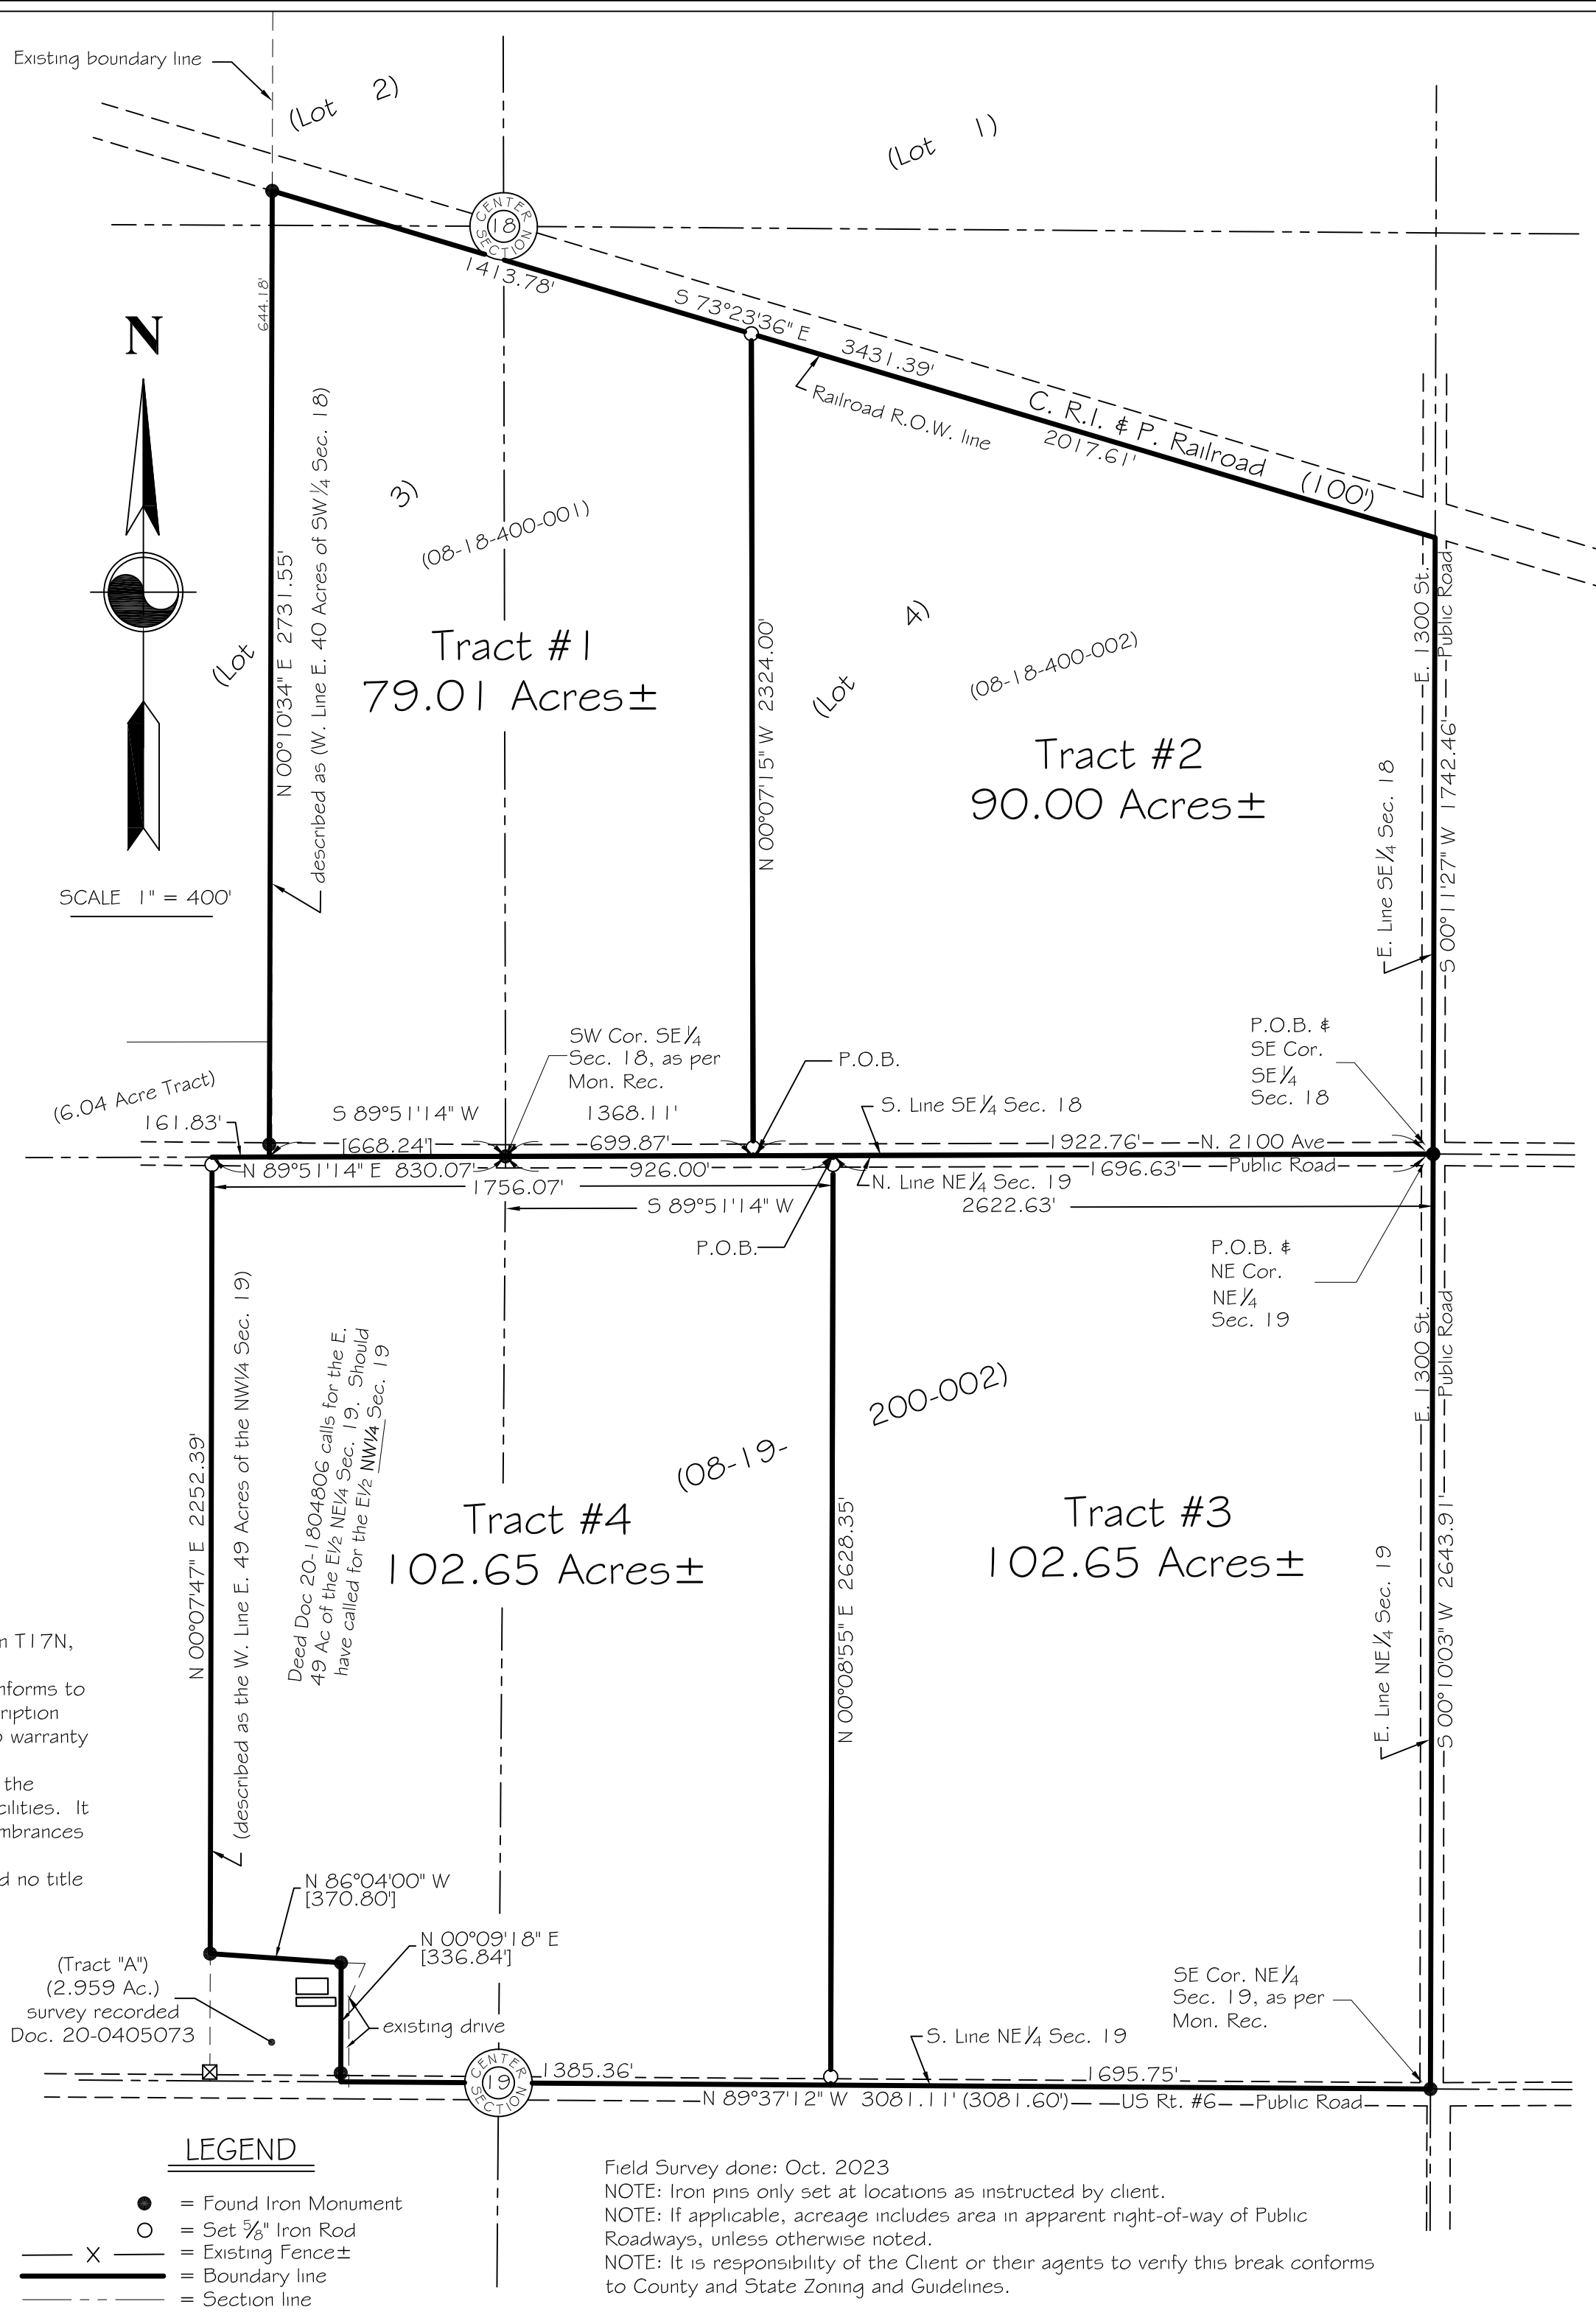 Existing boundary line
(Lot 2)
(Lot 1)
CENTER
18
SECTION
1413.78'
S 73°23'36" E 3431.39'
Railroad R.O.W. line
C. R.I. & P. Railroad (100')
2017.61'
N
SCALE 1" = 400'
644.18'
N 00°10'34" E 2731.55'
described as (W. Line E. 40 Acres of SW ¼ Sec. 18)
(Lot 3)
(08-18-400-001)
Tract #1
79.01 Acres±
N 00°07'15" W 2324.00'
(Lot 4)
(08-18-400-002)
Tract #2
90.00 Acres±
E. Line SE¼ Sec. 18
E. 1300 St.
Public Road
S 00°11'27" W 1742.46'
(6.04 Acre Tract)
161.83'
S 89°51'14" W 1368.11'
[668.24']
699.87'
SW Cor. SE¼
Sec. 18, as per
Mon. Rec.
P.O.B.
S. Line SE¼ Sec. 18
1922.76'
N. 2100 Ave
P.O.B. &
SE Cor.
SE¼
Sec. 18
N 89°51'14" E 830.07'
926.00'
1696.63'
Public Road
1756.07'
N. Line NE¼ Sec. 19
S 89°51'14" W 2622.63'
P.O.B.
P.O.B. &
NE Cor.
NE¼
Sec. 19
N 00°07'47" E 2252.39'
(described as the W. Line E. 49 Acres of the NW¼ Sec. 19)
Deed Doc 20-1804806 calls for the E.
49 Ac of the E½ NE¼ Sec. 19. Should
have called for the E½ NW¼ Sec. 19
(08-19-200-002)
Tract #4
102.65 Acres±
N 00°08'55" E 2628.35'
Tract #3
102.65 Acres±
E. Line NE¼ Sec. 19
E. 1300 St.
Public Road
S 00°10'03" W 2643.91'
n T17N,
nforms to
ription
o warranty
the
cilities. It
mbrances
d no title
N 86°04'00" W
[370.80']
N 00°09'18" E
[336.84']
(Tract "A")
(2.959 Ac.)
survey recorded
Doc. 20-0405073
existing drive
CENTER
19
SECTION
1385.36'
S. Line NE¼ Sec. 19
1695.75'
SE Cor. NE¼
Sec. 19, as per
Mon. Rec.
N 89°37'12" W 3081.11' (3081.60') US Rt. #6 Public Road
LEGEND
= Found Iron Monument
= Set ⅝" Iron Rod
X = Existing Fence±
= Boundary line
= Section line
Field Survey done: Oct. 2023
NOTE: Iron pins only set at locations as instructed by client.
NOTE: If applicable, acreage includes area in apparent right-of-way of Public
Roadways, unless otherwise noted.
NOTE: It is responsibility of the Client or their agents to verify this break conforms
to County and State Zoning and Guidelines.